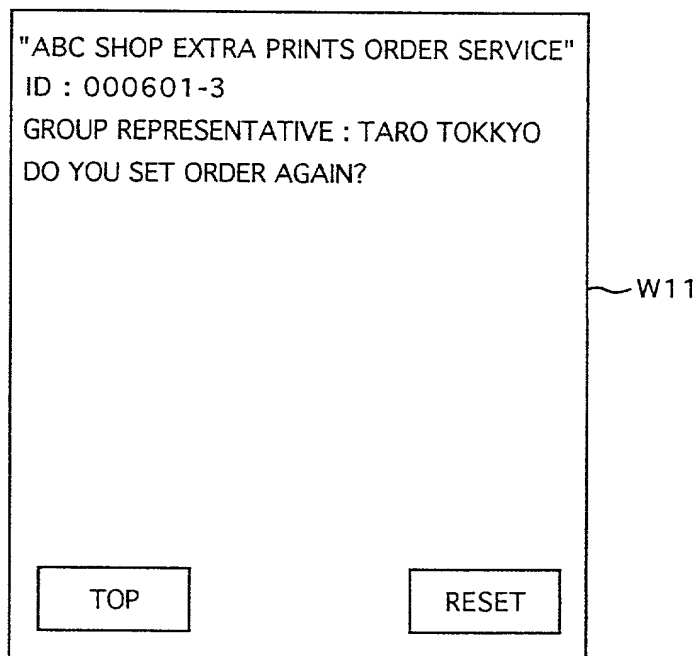 "ABC SHOP EXTRA PRINTS ORDER SERVICE"
ID : 000601-3
GROUP REPRESENTATIVE : TARO TOKKYO
DO YOU SET ORDER AGAIN?
W11
TOP
RESET